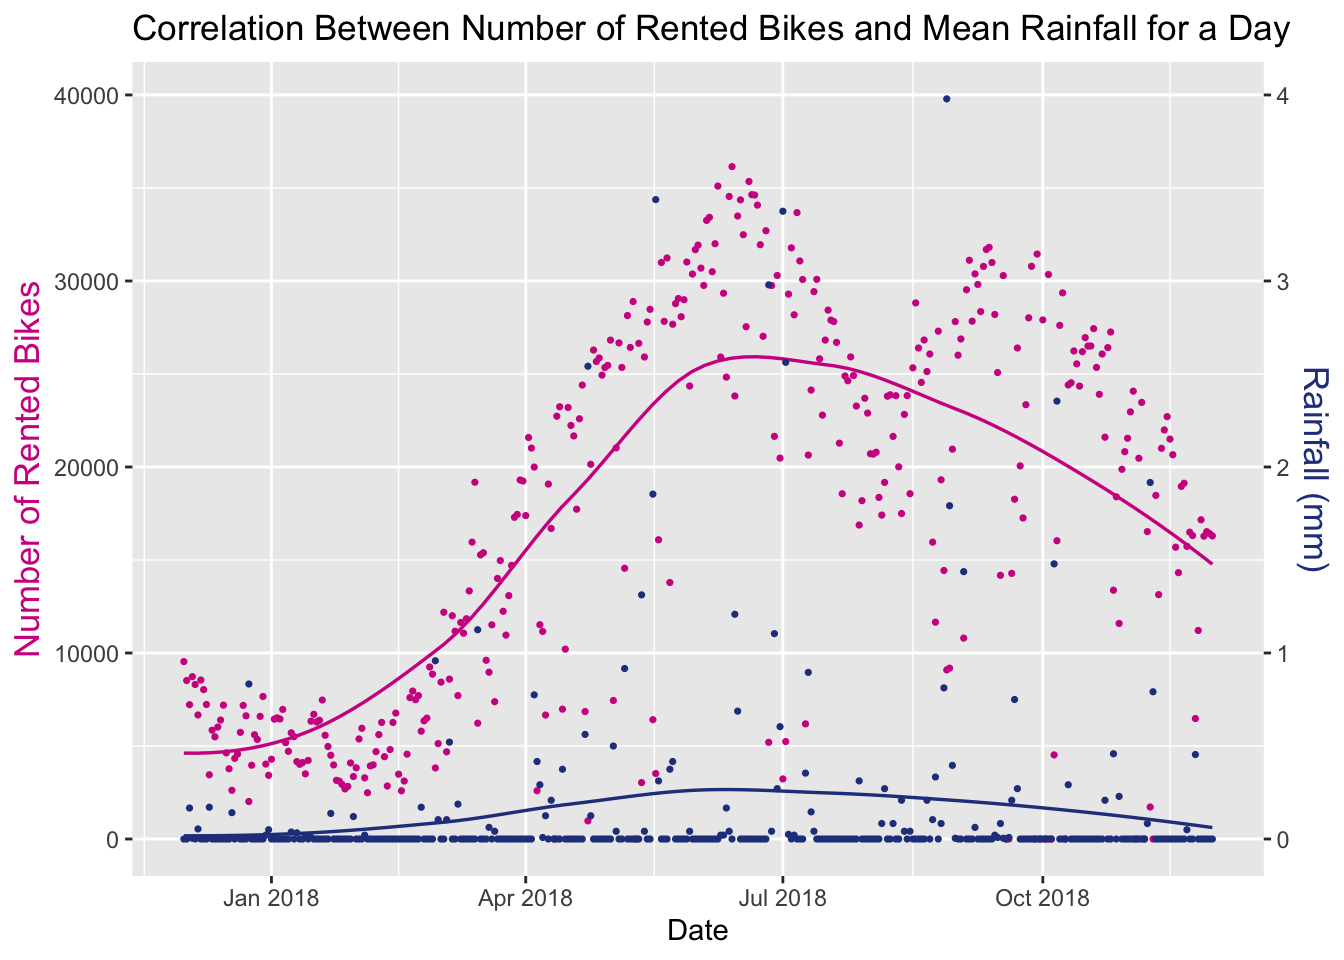 Correlation Between Number of Rented Bikes and Mean Rainfall for a Day
Number of Rented Bikes
40000
30000
20000
10000
0
4
3
2
1
0
Rainfall (mm)
Jan 2018
Apr 2018
Jul 2018
Oct 2018
Date